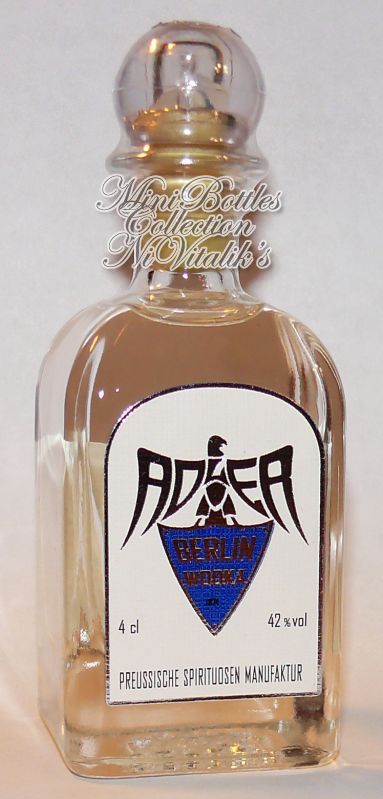 Mini Bottles
Collection
NiVitalik's
ADLER
BERLIN
WODKA
4 cl
42 % vol
PREUSSISCHE SPIRITUOSEN MANUFAKTUR